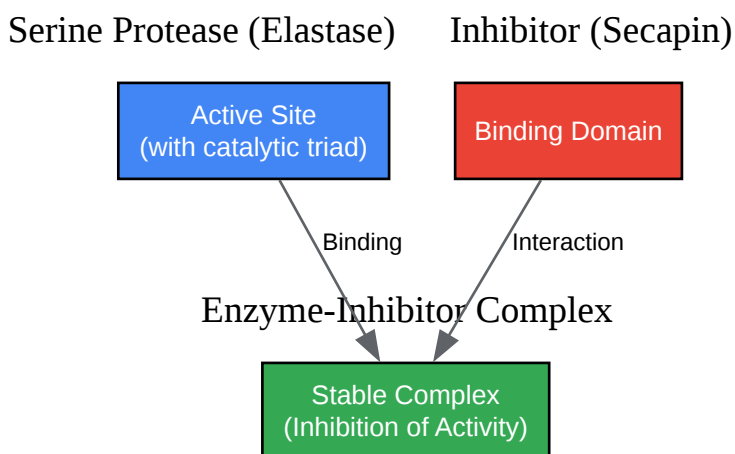 Serine Protease (Elastase)
Inhibitor (Secapin)
Active Site
(with catalytic triad)
Binding Domain
Binding
Interaction
Enzyme-Inhibitor Complex
Stable Complex
(Inhibition of Activity)